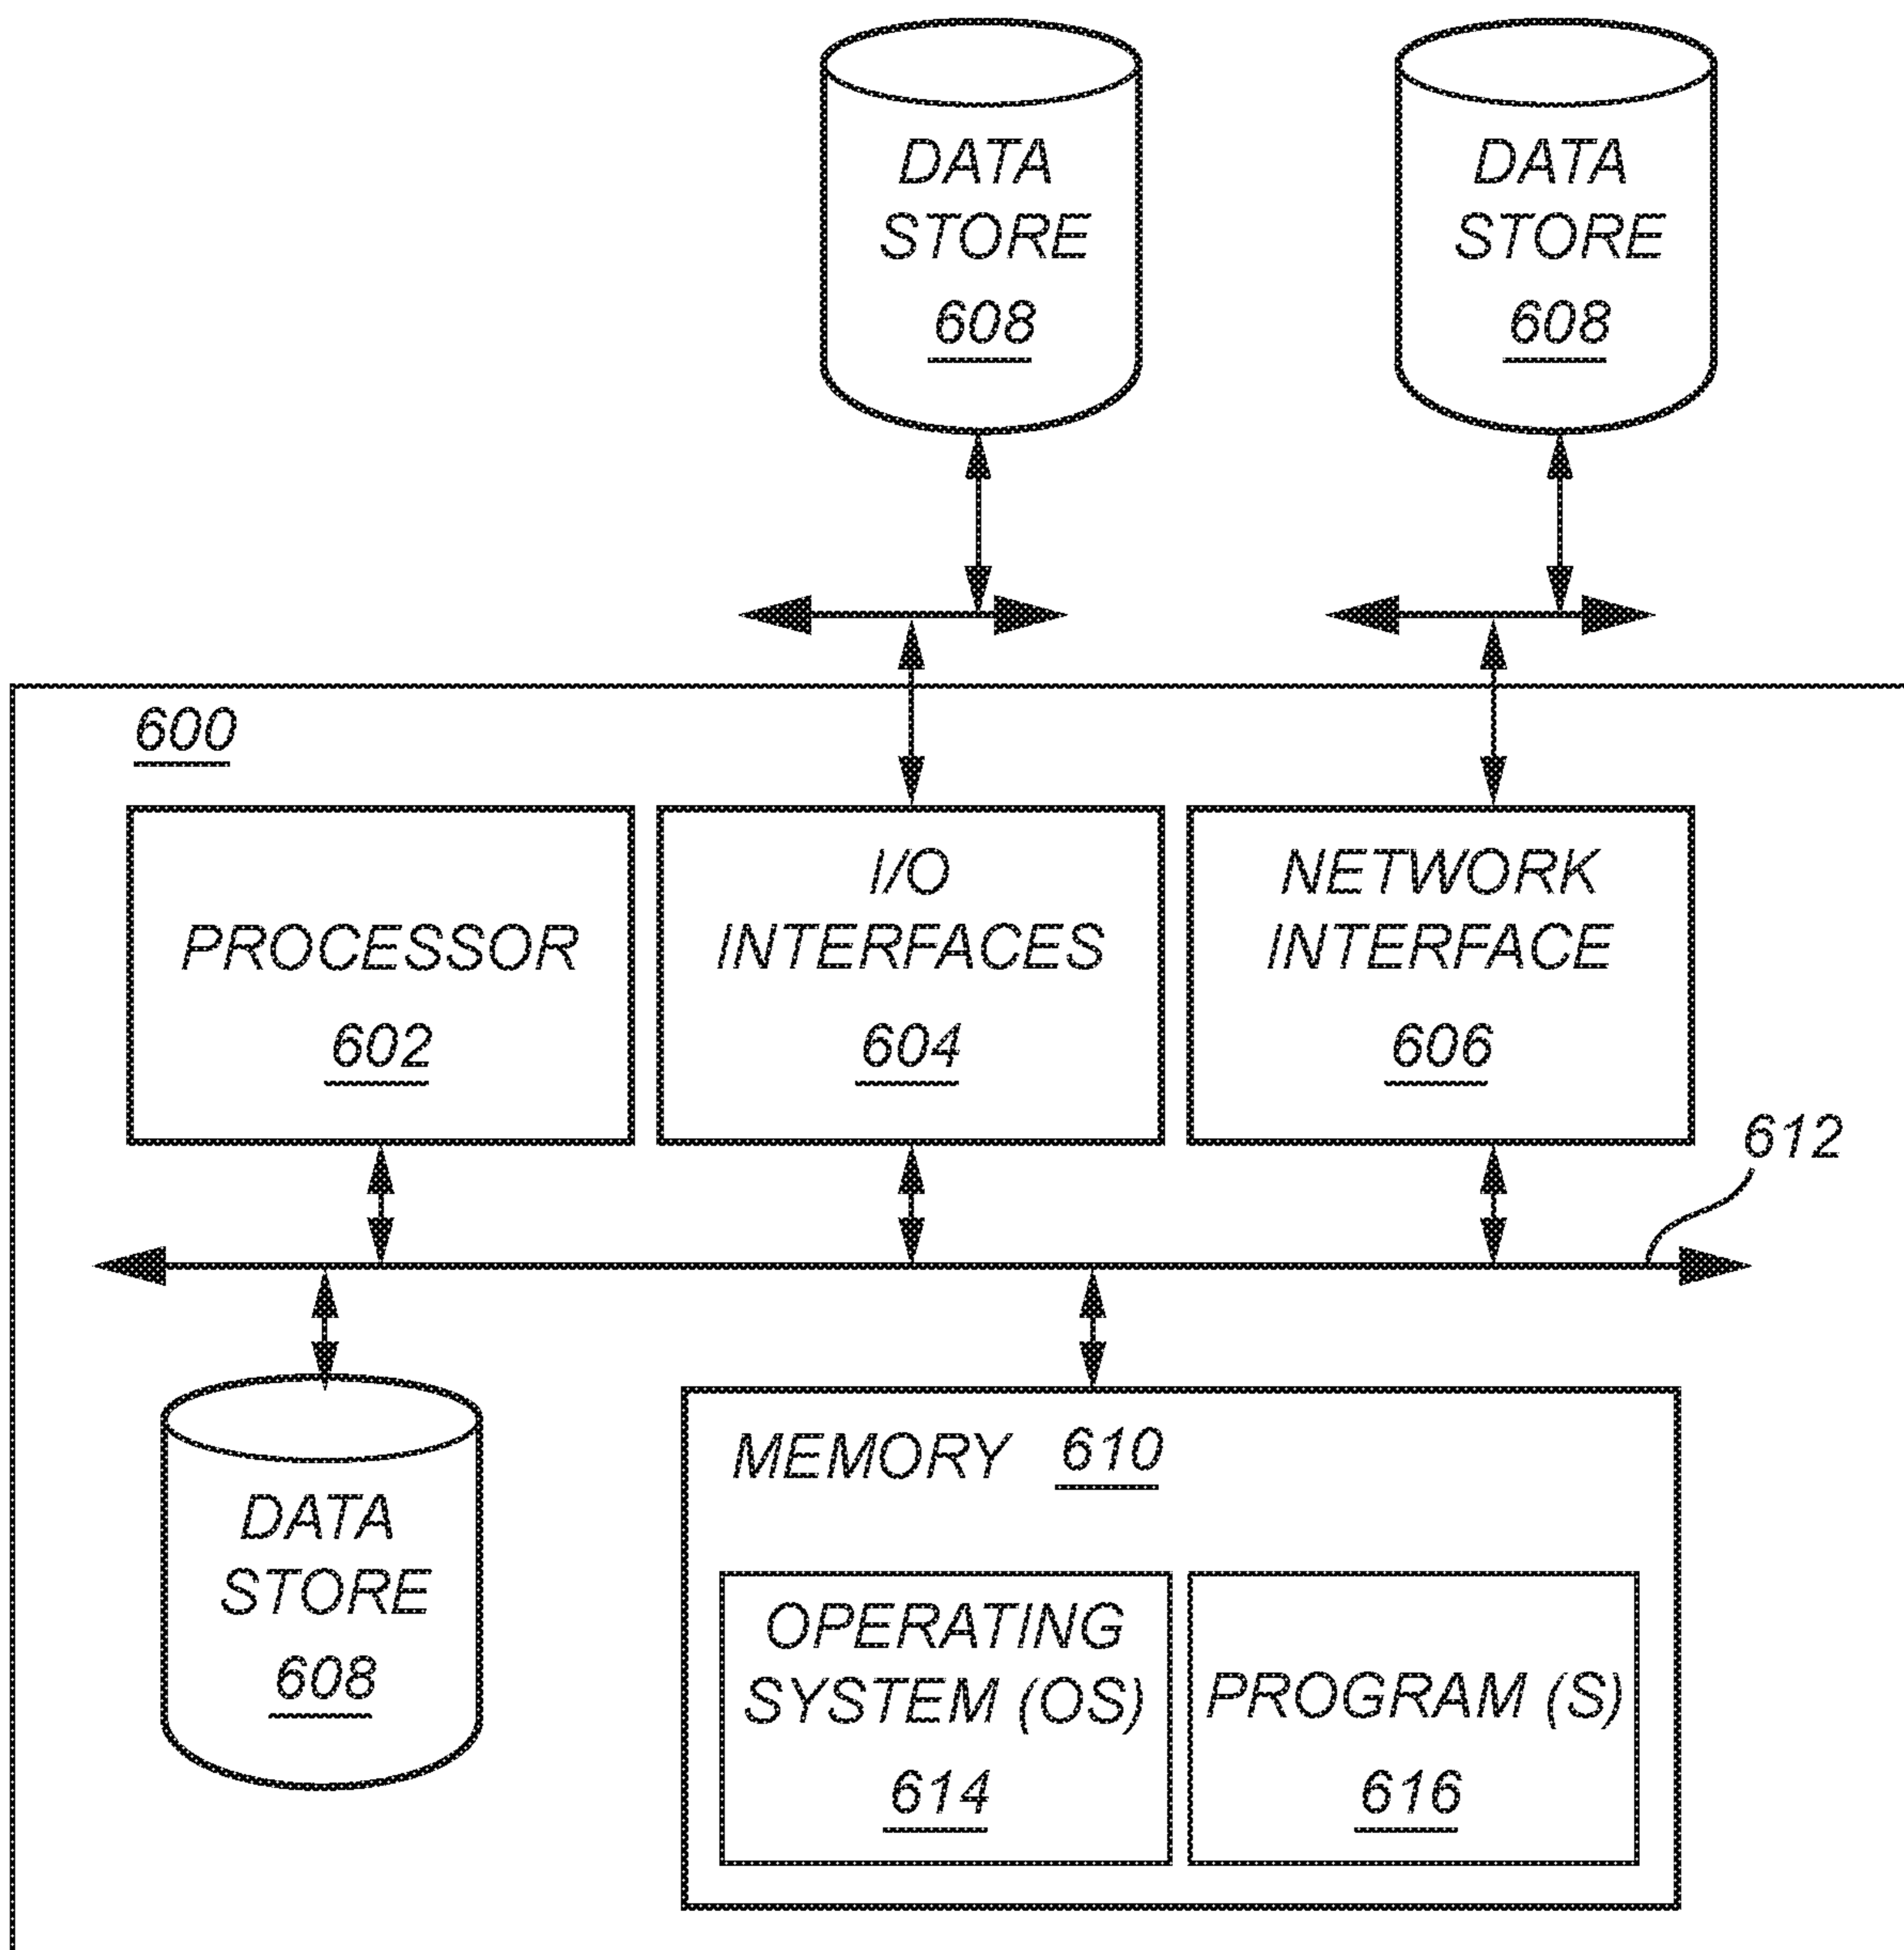 DATA
STORE
608
DATA
STORE
608
600
PROCESSOR
602
I/O
INTERFACES
604
NETWORK
INTERFACE
606
612
DATA
STORE
608
MEMORY 610
OPERATING
SYSTEM (OS)
614
PROGRAM (S)
616